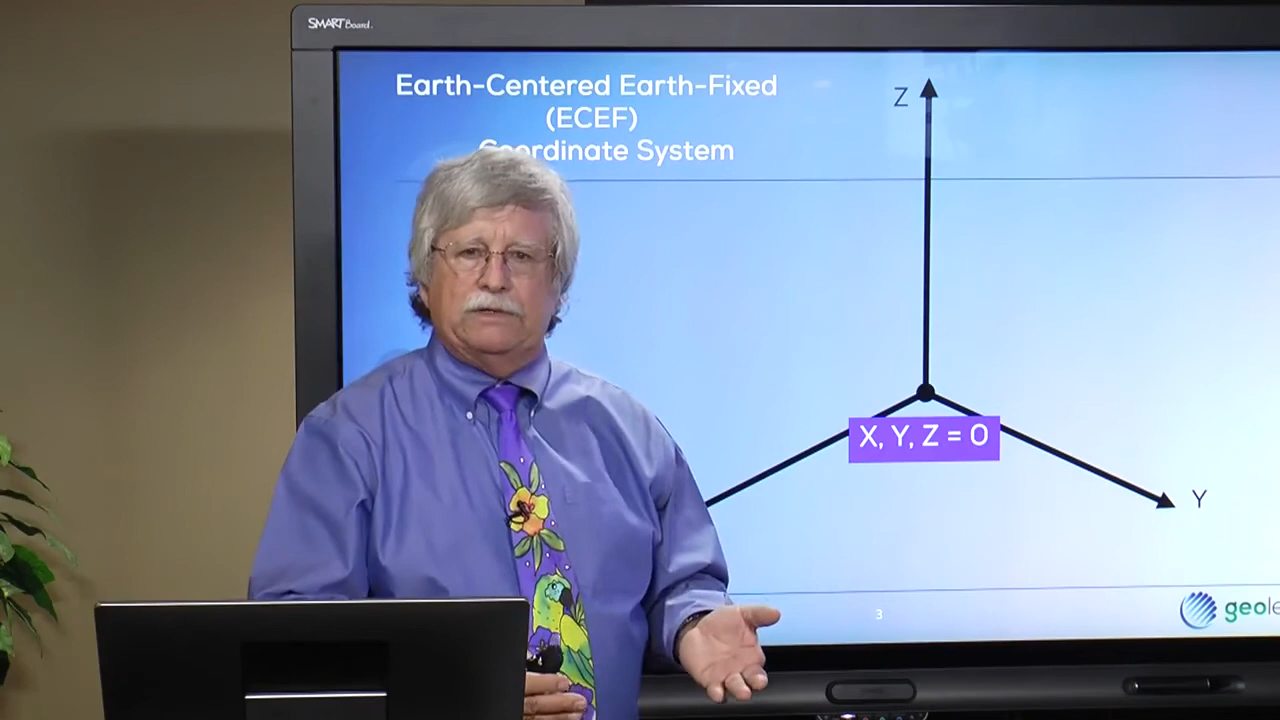 SMART Board
Earth-Centered Earth-Fixed
(ECEF)
Coordinate System
Z
X, Y, Z = 0
Y
3
geole